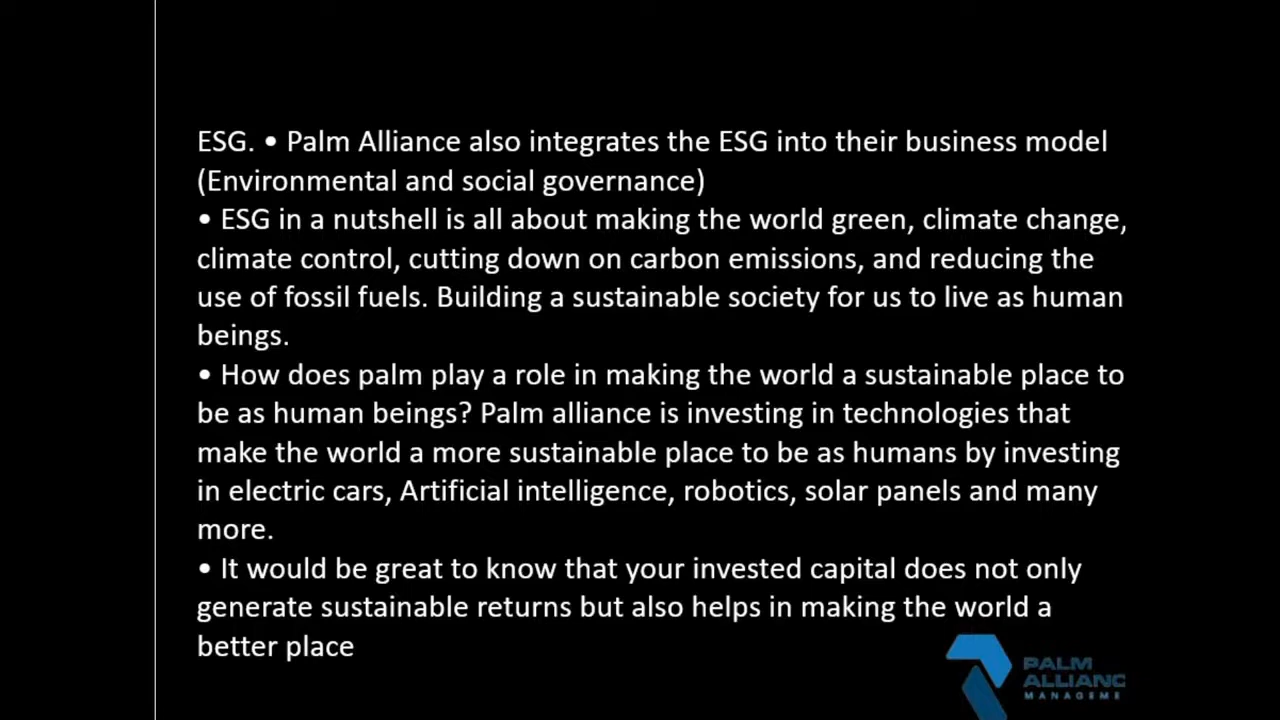 ESG. • Palm Alliance also integrates the ESG into their business model
(Environmental and social governance)
• ESG in a nutshell is all about making the world green, climate change,
climate control, cutting down on carbon emissions, and reducing the
use of fossil fuels. Building a sustainable society for us to live as human
beings.
• How does palm play a role in making the world a sustainable place to
be as human beings? Palm alliance is investing in technologies that
make the world a more sustainable place to be as humans by investing
in electric cars, Artificial intelligence, robotics, solar panels and many
more.
• It would be great to know that your invested capital does not only
generate sustainable returns but also helps in making the world a
better place
PALM
ALLIANC
MANAGEME